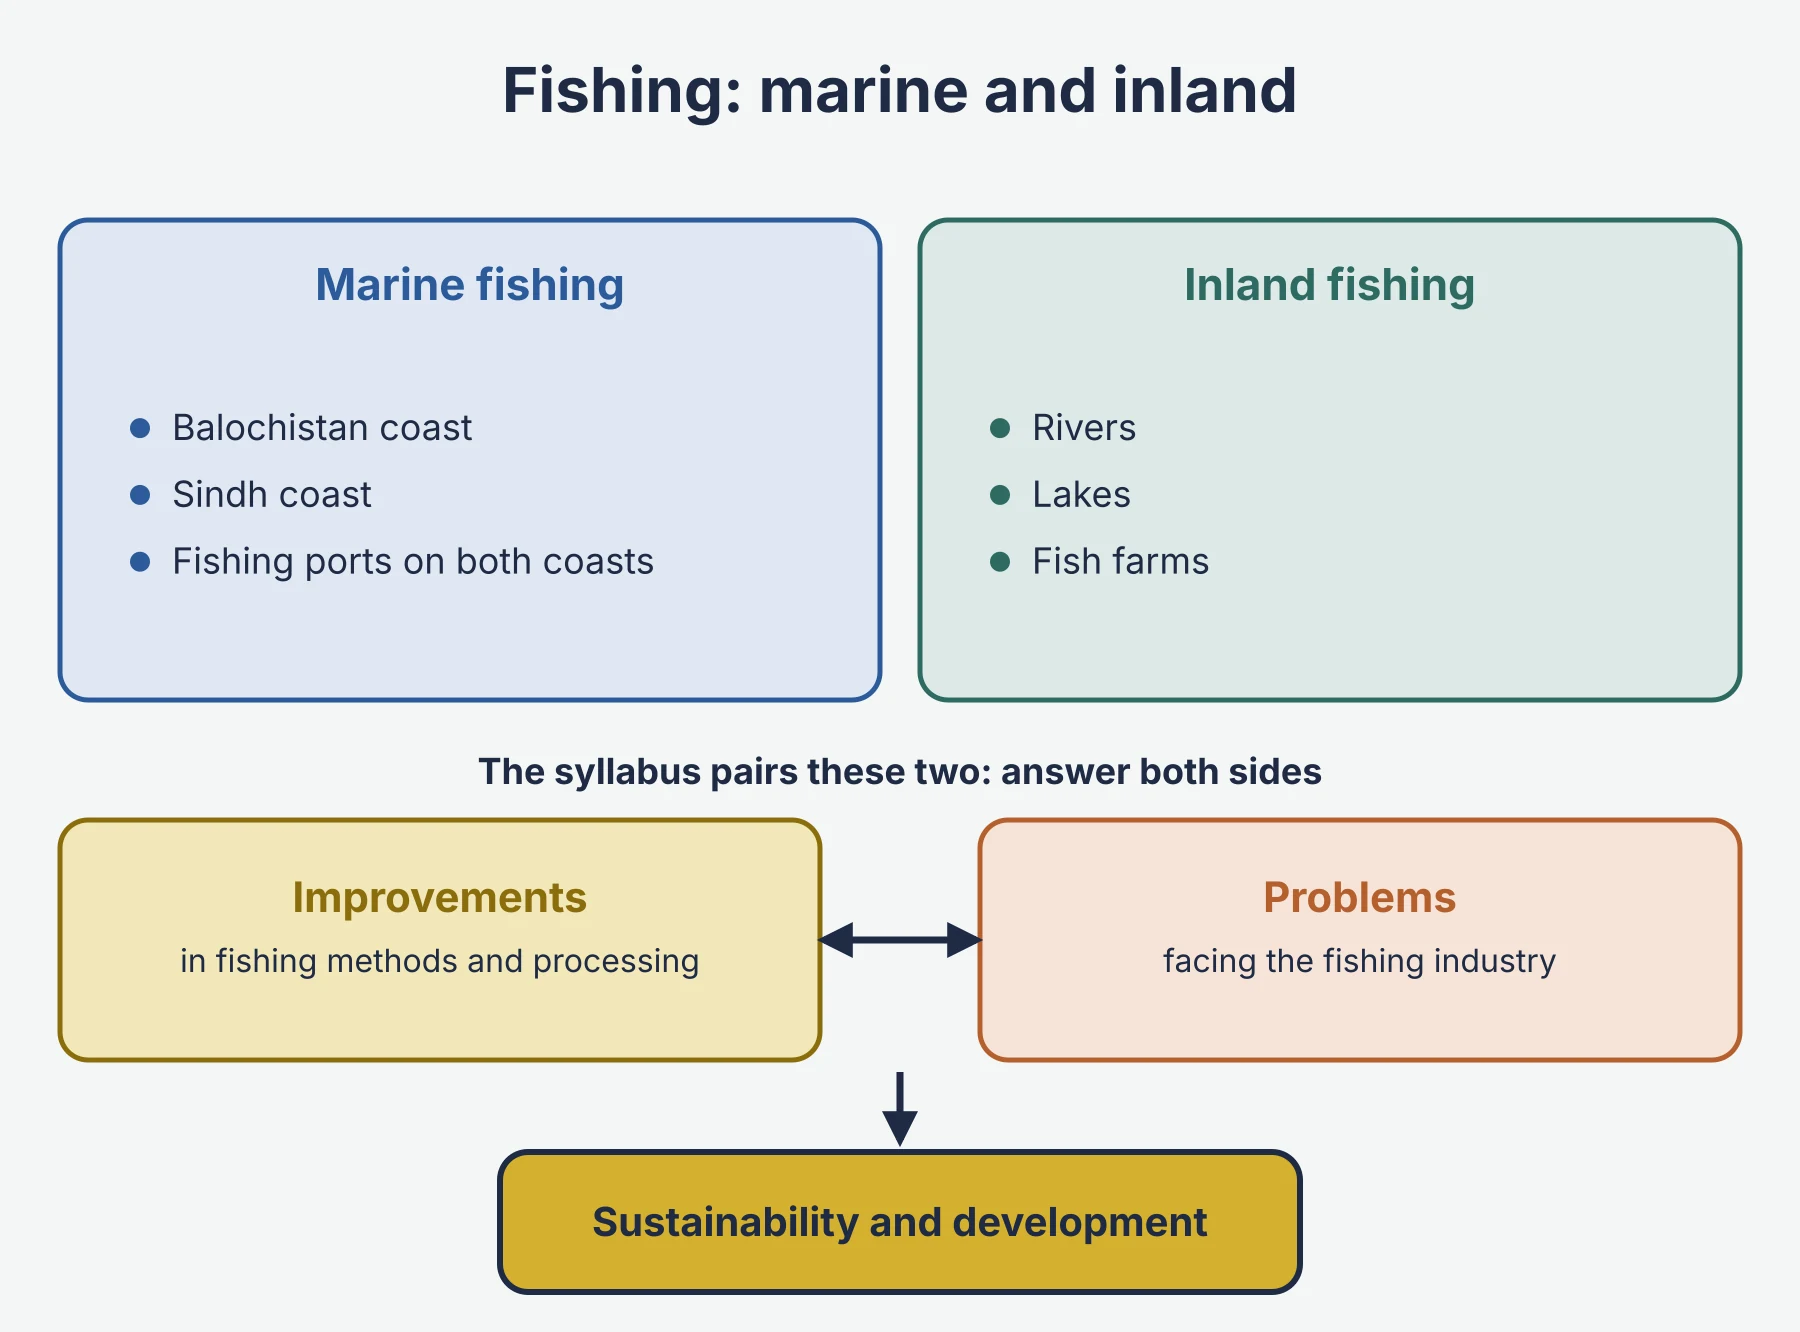 Fishing: marine and inland
Marine fishing
Balochistan coast
Sindh coast
Fishing ports on both coasts
Inland fishing
Rivers
Lakes
Fish farms
The syllabus pairs these two: answer both sides
Improvements
in fishing methods and processing
Problems
facing the fishing industry
Sustainability and development